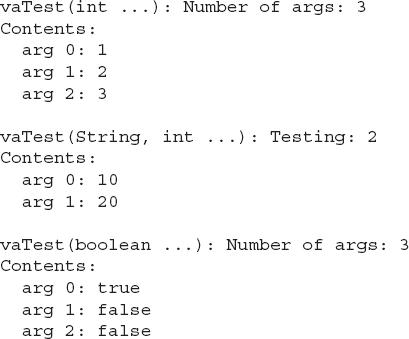 vaTest(int ...): Number of args: 3
Contents:
  arg 0: 1
  arg 1: 2
  arg 2: 3

vaTest(String, int ...): Testing: 2
Contents:
  arg 0: 10
  arg 1: 20

vaTest(boolean ...): Number of args: 3
Contents:
  arg 0: true
  arg 1: false
  arg 2: false